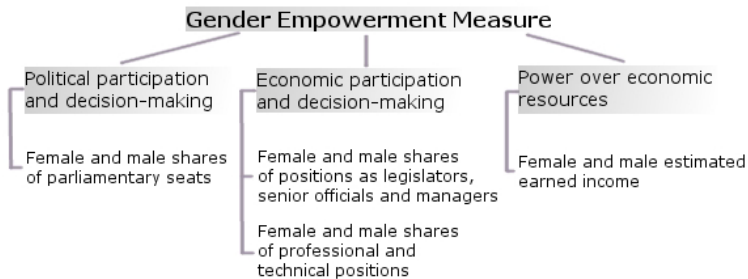 Gender Empowerment Measure
Political participation
and decision-making
Female and male shares
of parliamentary seats
Economic participation
and decision-making
Female and male shares
of positions as legislators,
senior officials and managers
Female and male shares
of professional and
technical positions
Power over economic
resources
Female and male estimated
earned income